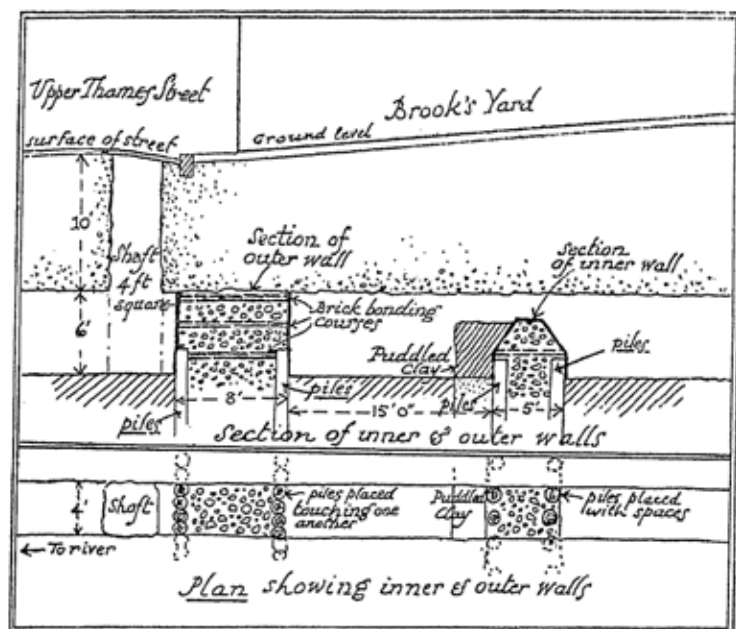 Upper Thames Street
Brook's Yard
surface of street
Ground level
10'
Shaft
4 ft
square
6'
Section of
outer wall
Section
of inner wall
Brick bonding
courses
Puddled
Clay
piles
piles
piles
piles
8'
15' 0"
5'
Section of inner & outer walls
4'
Shaft
piles placed
touching one
another
Puddled
Clay
piles placed
with spaces
← To river
Plan showing inner & outer walls